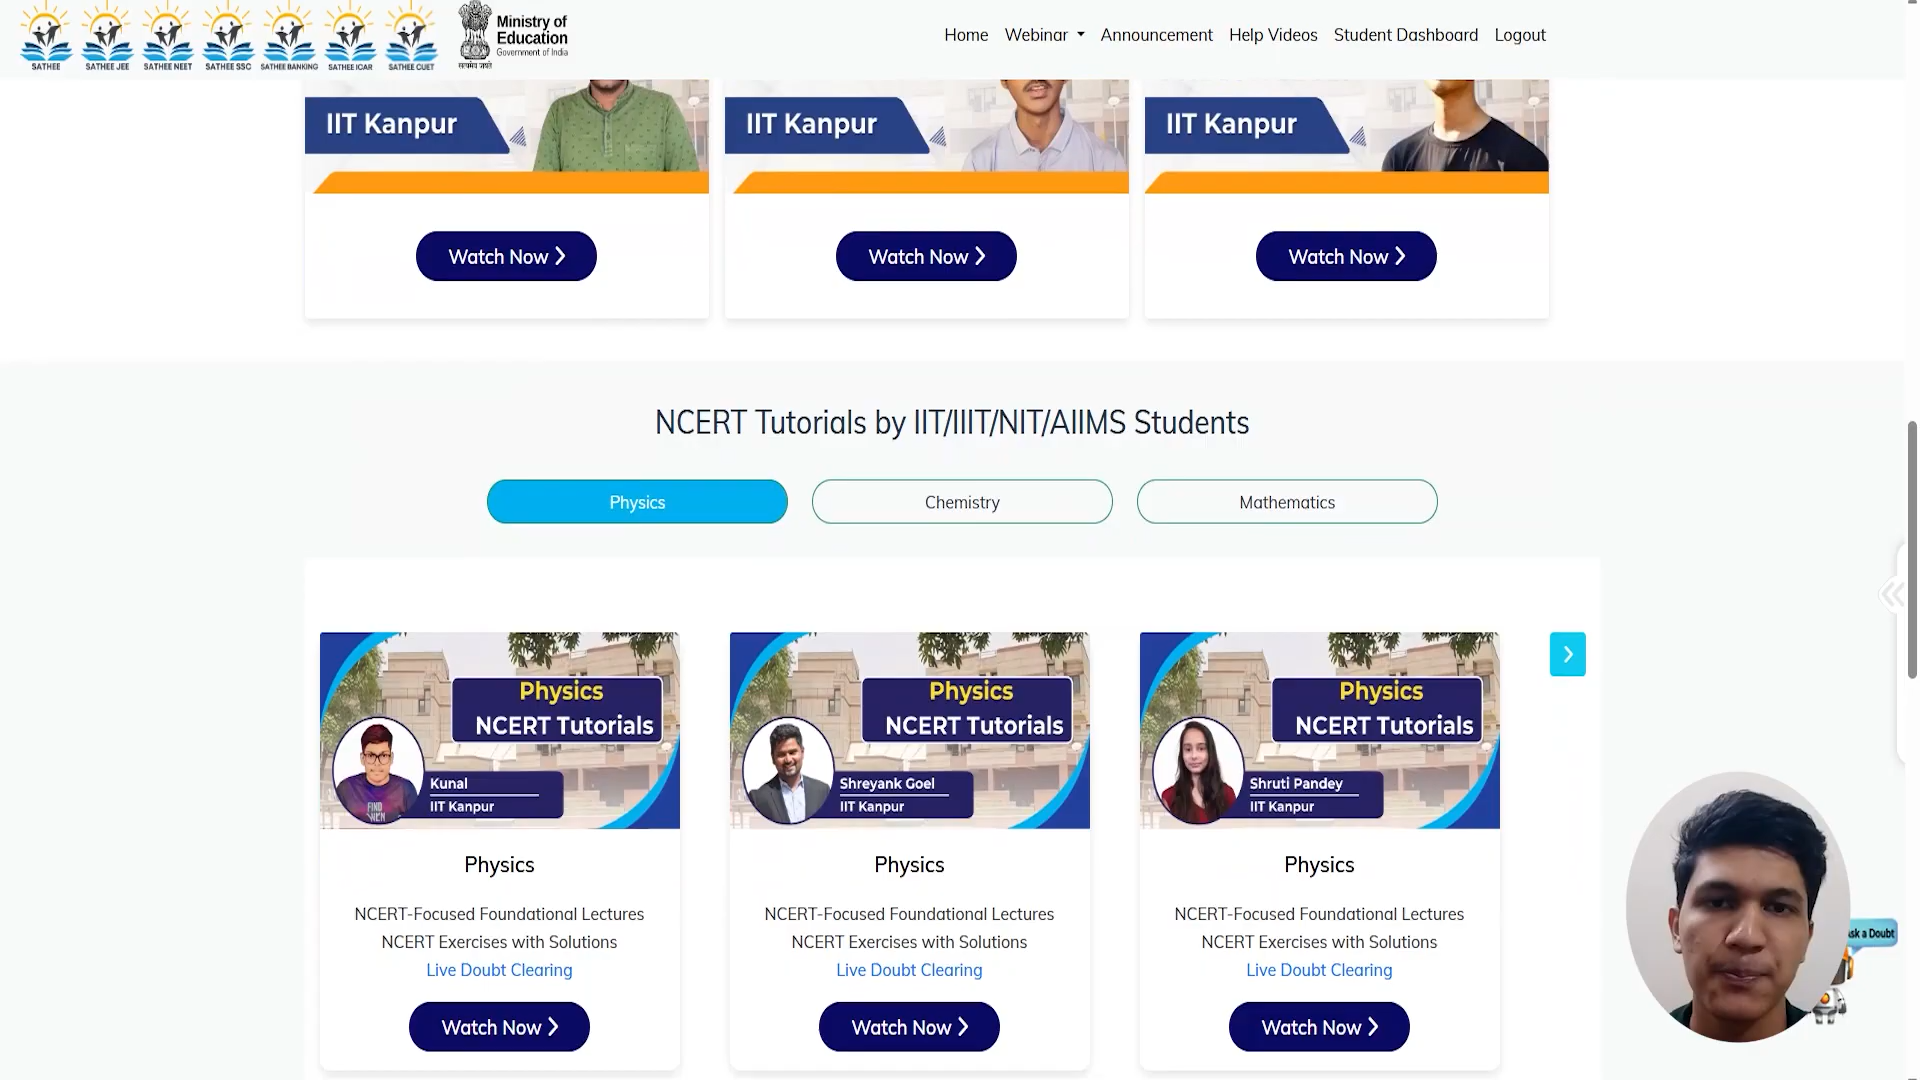 SATHEE
SATHEE JEE
SATHEE NEET
SATHEE SSC
SATHEE BANKING
SATHEE ICAR
SATHEE CUET
Ministry of
Education
Government of India
सत्यमेव जयते
Home
Webinar
Announcement
Help Videos
Student Dashboard
Logout
IIT Kanpur
IIT Kanpur
IIT Kanpur
Watch Now
Watch Now
Watch Now
NCERT Tutorials by IIT/IIIT/NIT/AIIMS Students
Physics
Chemistry
Mathematics
Physics
NCERT Tutorials
Kunal
IIT Kanpur
Physics
NCERT Tutorials
Shreyank Goel
IIT Kanpur
Physics
NCERT Tutorials
Shruti Pandey
IIT Kanpur
Physics
NCERT-Focused Foundational Lectures
NCERT Exercises with Solutions
Live Doubt Clearing
Watch Now
Physics
NCERT-Focused Foundational Lectures
NCERT Exercises with Solutions
Live Doubt Clearing
Watch Now
Physics
NCERT-Focused Foundational Lectures
NCERT Exercises with Solutions
Live Doubt Clearing
Watch Now
a Doubt